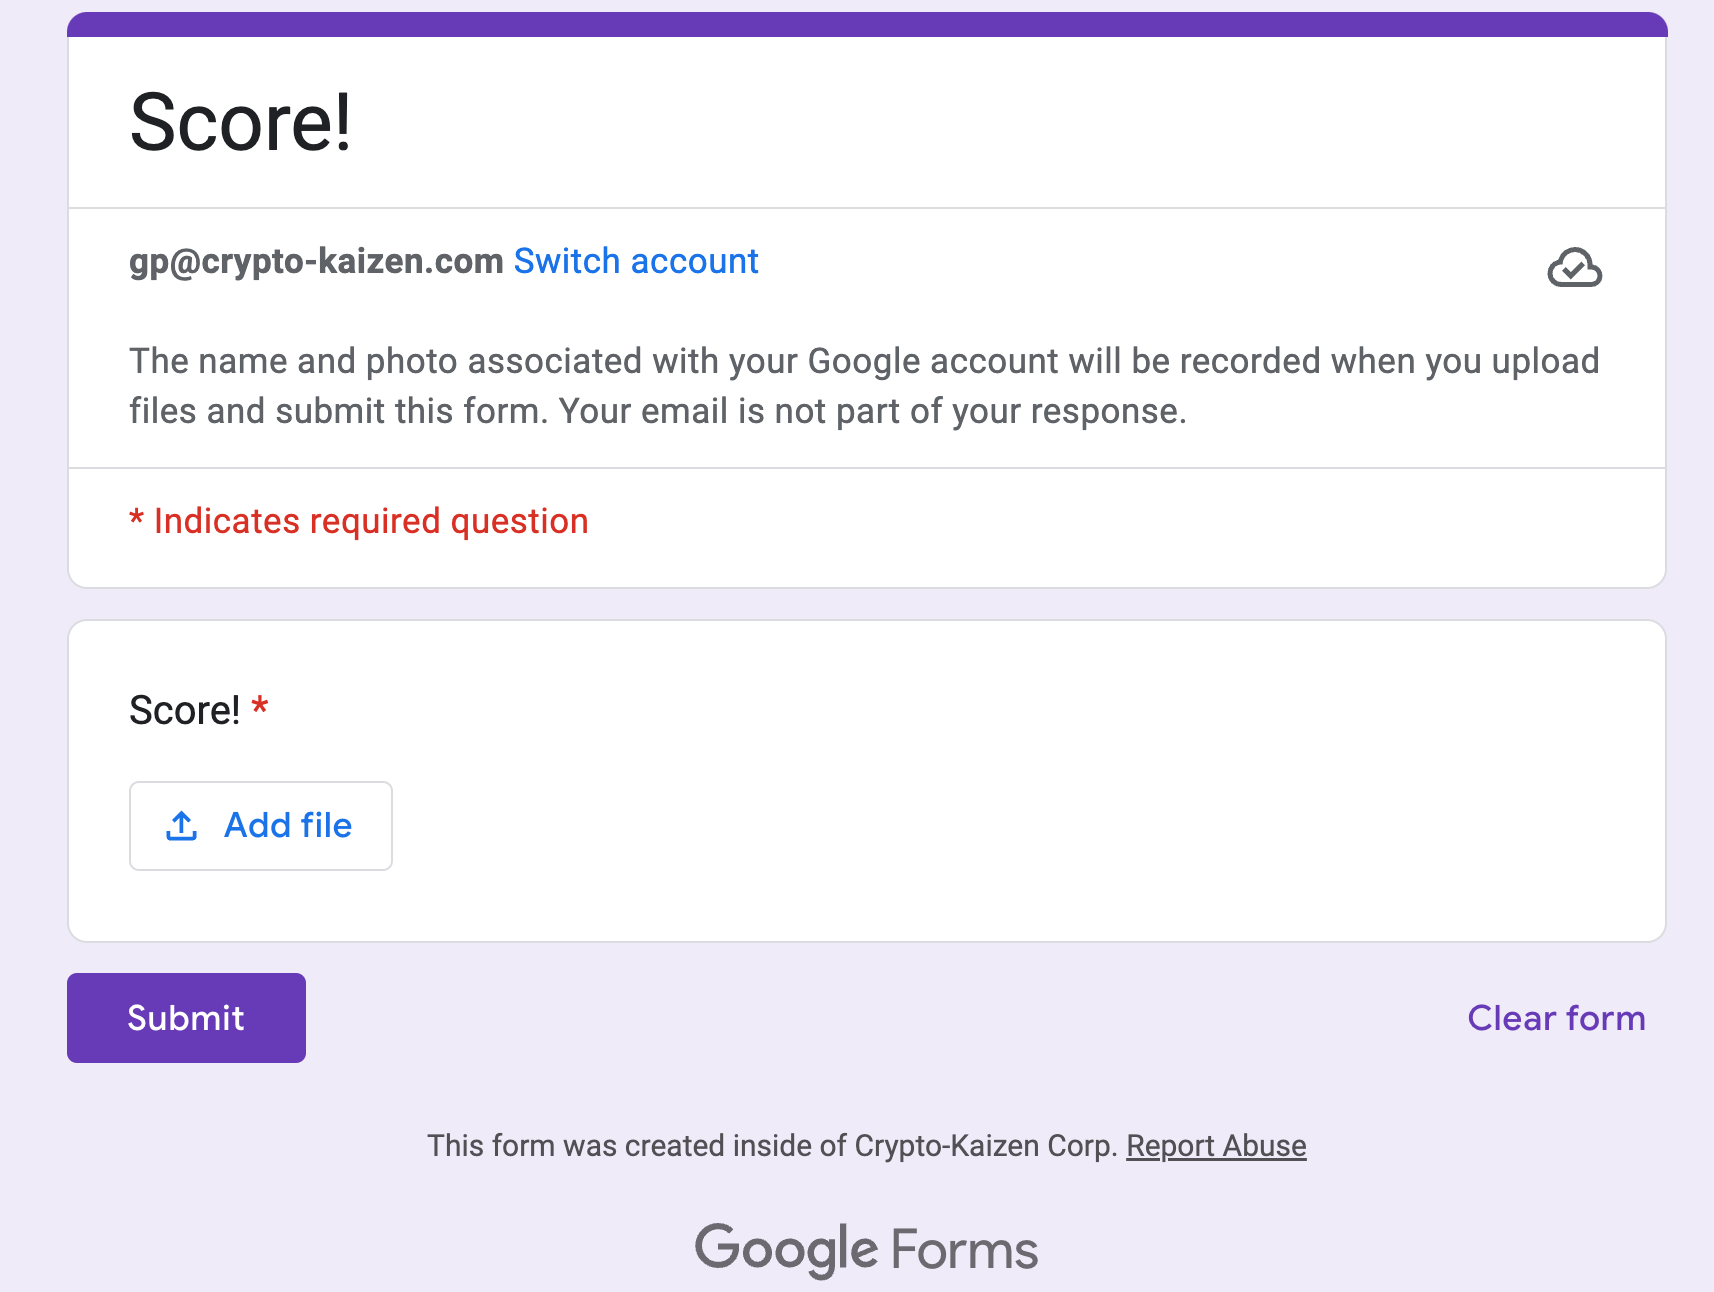 Score!
gp@crypto-kaizen.com Switch account
The name and photo associated with your Google account will be recorded when you upload
files and submit this form. Your email is not part of your response.
* Indicates required question
Score! *
Add file
Submit
Clear form
This form was created inside of Crypto-Kaizen Corp. Report Abuse
Google Forms